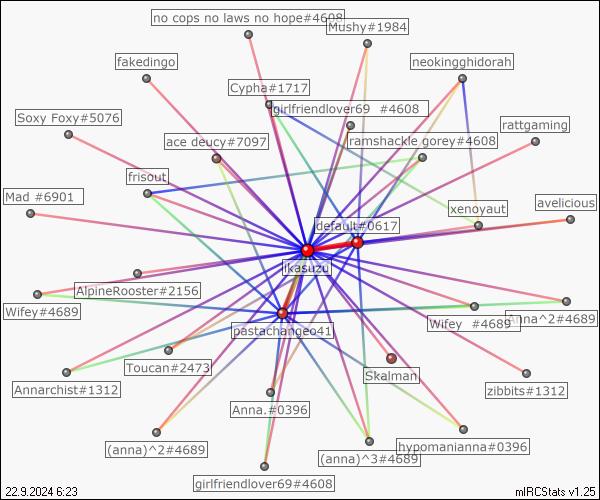 no cops no laws no hope#4608
Mushy#1984
fakedingo
neokingghidorah
Cypha#1717
girlfriendlover69 #4608
Soxy Foxy#5076
rattgaming
ace deucy#7097
ramshackle gorey#4608
frisout
Mad #6901
avelicious
xenoyaut
default#0617
likasuzu
AlpineRooster#2156
Wifey#4689
Anna^2#4689
Wifey #4689
pastachangeo41
Toucan#2473
Skalman
Annarchist#1312
zibbits#1312
Anna.#0396
(anna)^2#4689
hypomanianna#0396
(anna)^3#4689
girlfriendlover69#4608
22.9.2024 6:23
mIRCStats v1.25